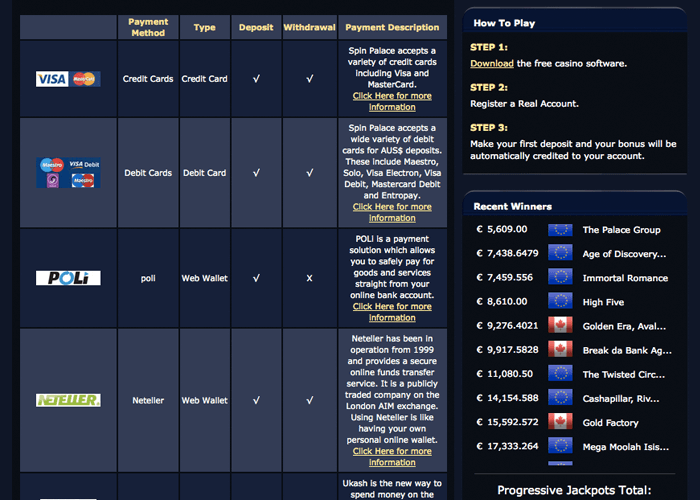 Payment
Method
Type
Deposit
Withdrawal
Payment Description
VISA
MasterCard
Credit Cards
Credit Card
√
√
Spin Palace accepts a
variety of credit cards
including Visa and
MasterCard.
Click Here for more
information
Maestro
VISA Debit
Debit Cards
Debit Card
√
√
Spin Palace accepts a
wide variety of debit
cards for AUS$ deposits.
These include Maestro,
Solo, Visa Electron, Visa
Debit, Mastercard Debit
and Entropay.
Click Here for more
information
POLi
poli
Web Wallet
√
X
POLi is a payment
solution which allows
you to safely pay for
goods and services
straight from your
online bank account.
Click Here for more
information
NETELLER
Neteller
Web Wallet
√
√
Neteller has been in
operation from 1999
and provides a secure
online funds transfer
service. It is a publicly
traded company on the
London AIM exchange.
Using Neteller is like
having your own
personal online wallet.
Click Here for more
information
Ukash is the new way to
spend money on the
How To Play
STEP 1:
Download the free casino software.
STEP 2:
Register a Real Account.
STEP 3:
Make your first deposit and your bonus will be
automatically credited to your account.
Recent Winners
€ 5,609.00 The Palace Group
€ 7,438.6479 Age of Discovery...
€ 7,459.556 Immortal Romance
€ 8,610.00 High Five
€ 9,276.4021 Golden Era, Aval...
€ 9,917.5828 Break da Bank Ag...
€ 11,080.50 The Twisted Circ...
€ 14,154.588 Cashapillar, Riv...
€ 15,592.572 Gold Factory
€ 17,333.264 Mega Moolah Isis...
Progressive Jackpots Total: